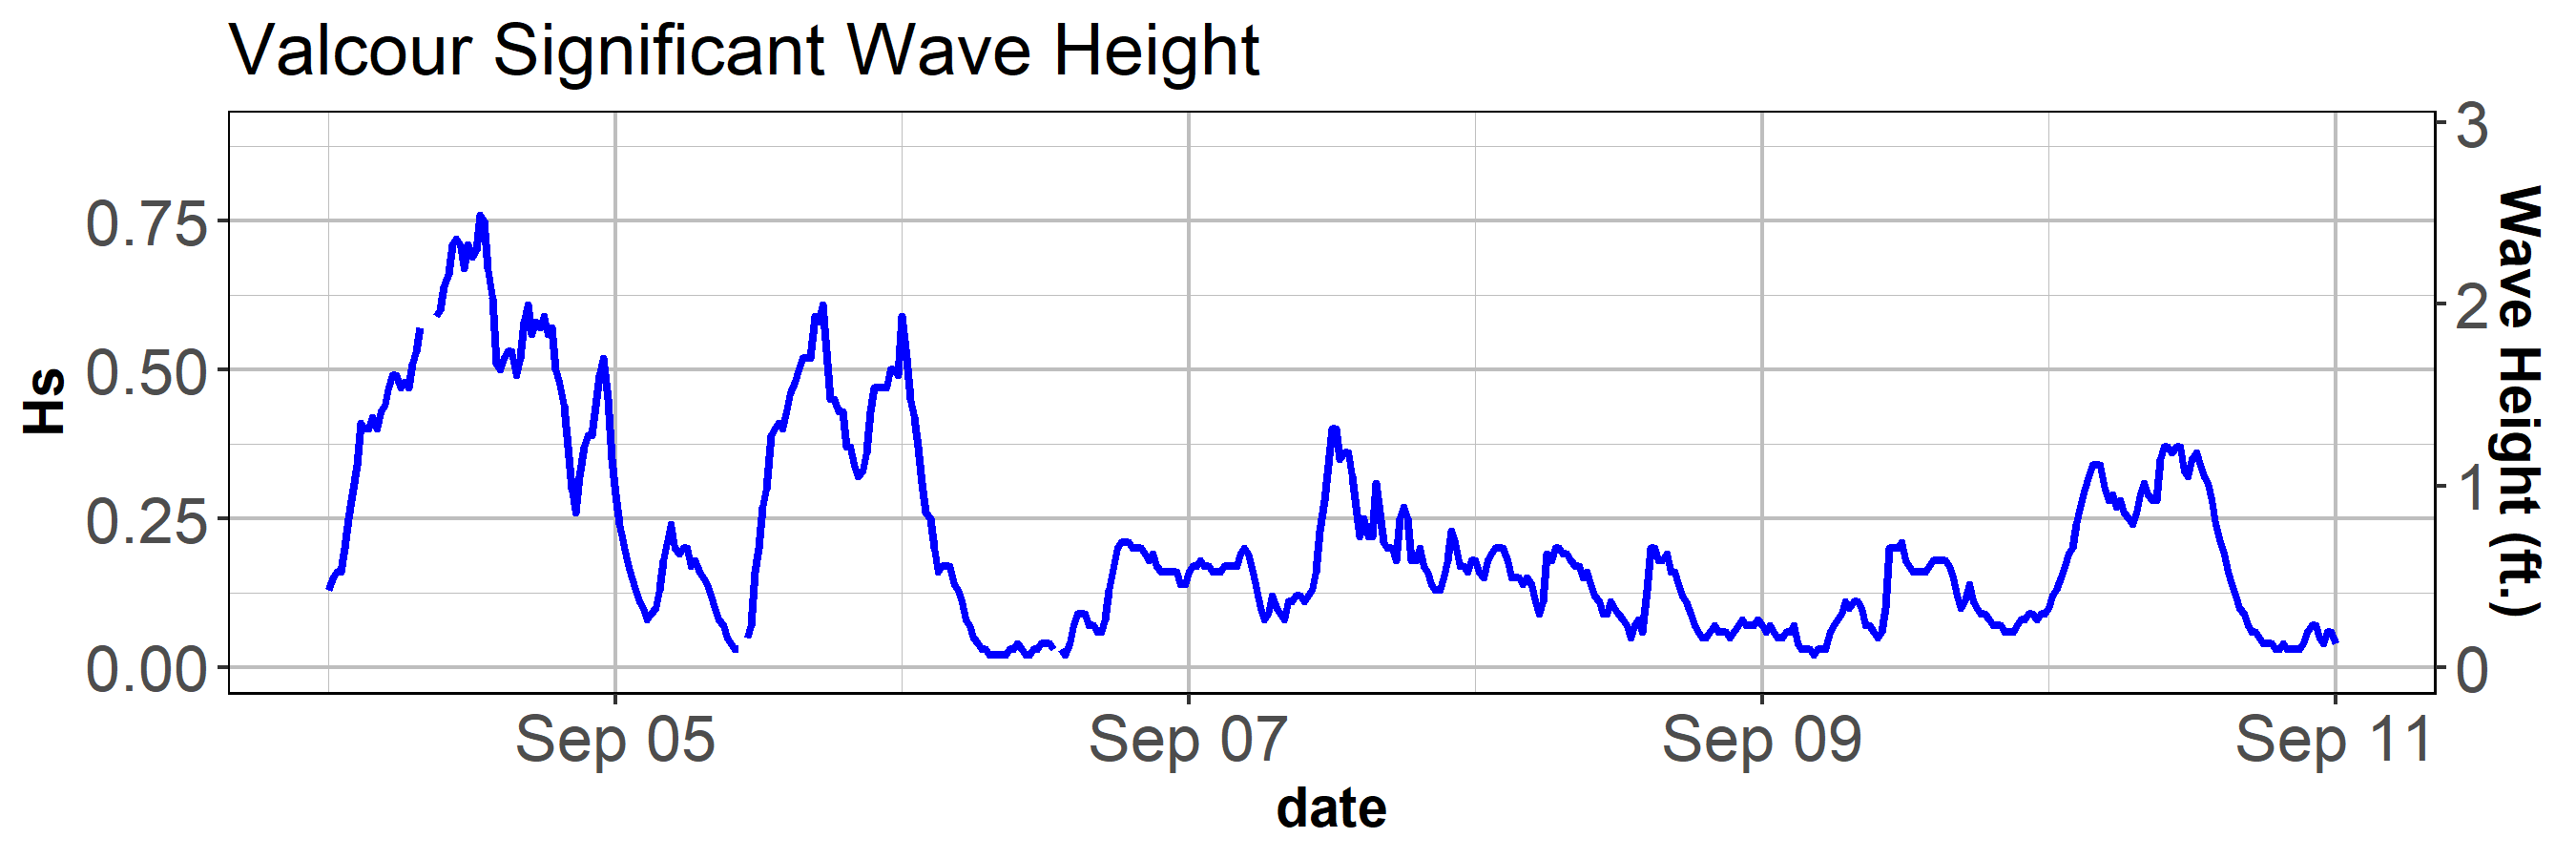 Valcour Significant Wave Height
Hs
0.75
0.50
0.25
0.00
3
2
1
0
Wave Height (ft.)
Sep 05 Sep 07 Sep 09 Sep 11
date